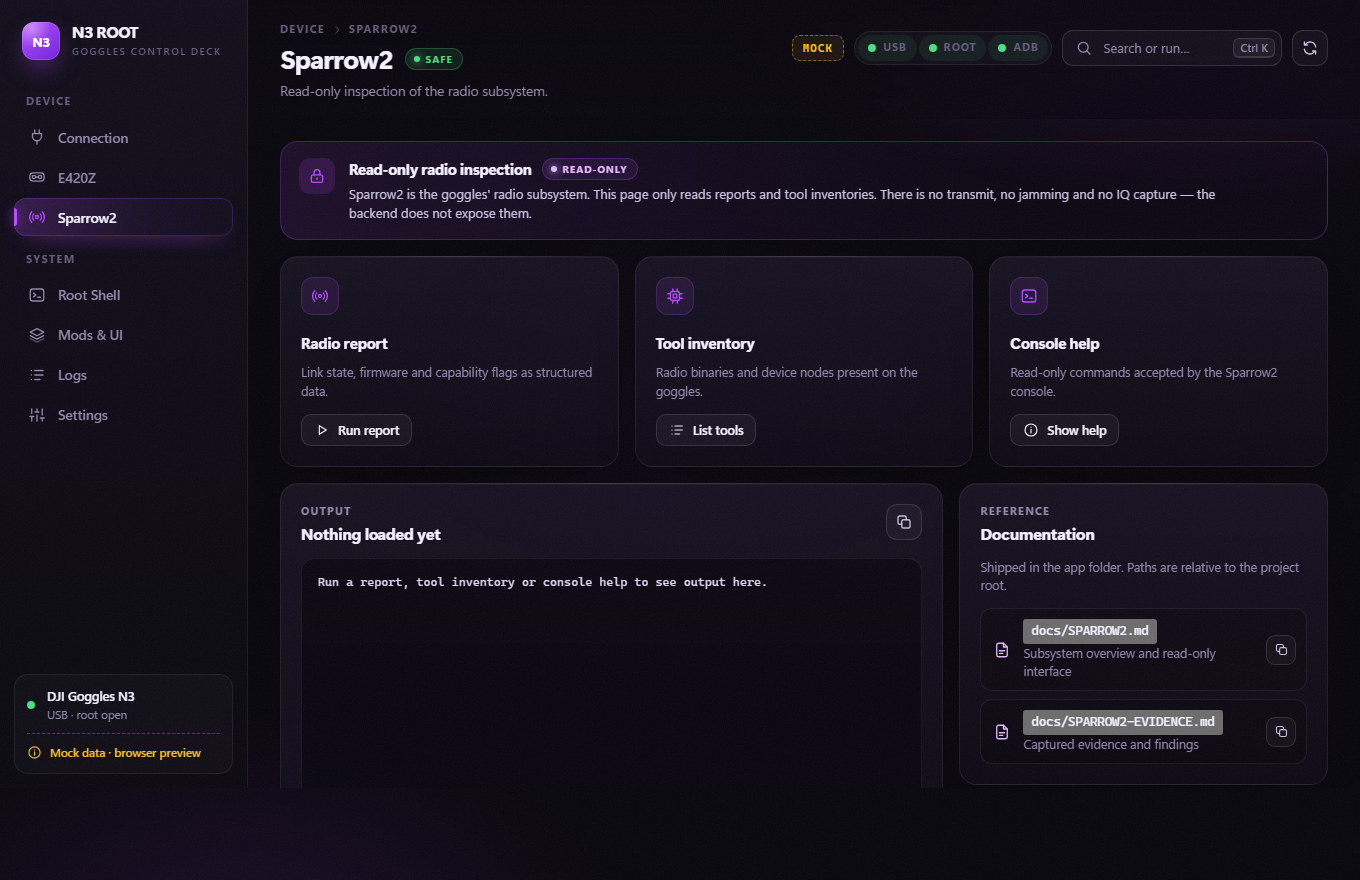 N3
N3 ROOT
GOGGLES CONTROL DECK
DEVICE
Connection
E420Z
Sparrow2
SYSTEM
Root Shell
Mods & UI
Logs
Settings
DJI Goggles N3
USB · root open
Mock data · browser preview
DEVICE > SPARROW2
Sparrow2
SAFE
Read-only inspection of the radio subsystem.
MOCK
USB
ROOT
ADB
Search or run...
Ctrl K
Read-only radio inspection
READ-ONLY
Sparrow2 is the goggles' radio subsystem. This page only reads reports and tool inventories. There is no transmit, no jamming and no IQ capture — the
backend does not expose them.
Radio report
Link state, firmware and capability flags as structured
data.
Run report
Tool inventory
Radio binaries and device nodes present on the
goggles.
List tools
Console help
Read-only commands accepted by the Sparrow2
console.
Show help
OUTPUT
Nothing loaded yet
Run a report, tool inventory or console help to see output here.
REFERENCE
Documentation
Shipped in the app folder. Paths are relative to the project
root.
docs/SPARROW2.md
Subsystem overview and read-only
interface
docs/SPARROW2-EVIDENCE.md
Captured evidence and findings